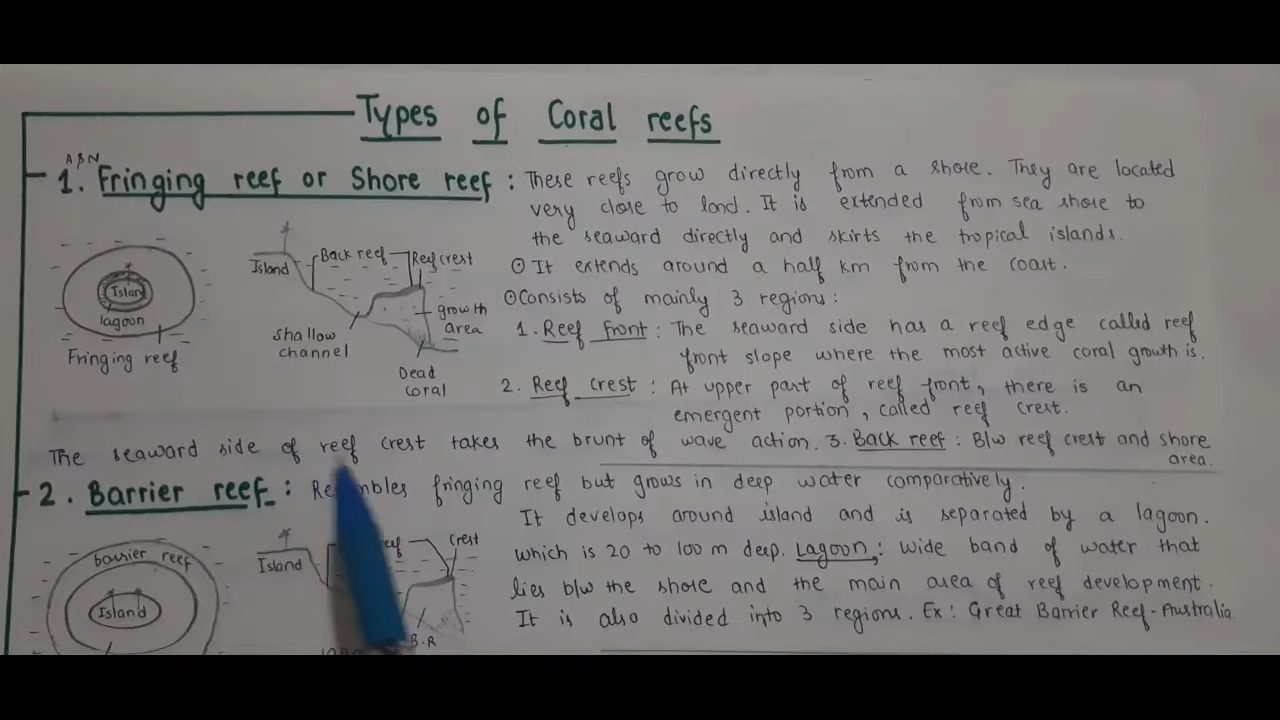 Types of Coral reefs
A & N
1. Fringing reef or Shore reef : These reefs grow directly from a shore. They are located
very close to land. It is extended from sea shore to
the seaward directly and skirts the tropical islands.
It extends around a half km from the coast.
Consists of mainly 3 regions:
1. Reef front : The seaward side has a reef edge called reef
front slope where the most active coral growth is.
2. Reef crest : At upper part of reef front, there is an
emergent portion, called reef crest.
Island
lagoon
Fringing reef
Island
Back reef
Reef crest
growth
area
shallow
channel
Dead
coral
The seaward side of reef crest takes the brunt of wave action. 3. Back reef : B/w reef crest and shore
area.
2. Barrier reef : fringing reef but grows in deep water comparatively.
It develops around island and is separated by a lagoon.
which is 20 to 100 m deep. Lagoon : wide band of water that
lies b/w the shore and the main area of reef development.
It is also divided into 3 regions. Ex: Great Barrier Reef-Australia
barrier reef
Island
Island
crest
B.R